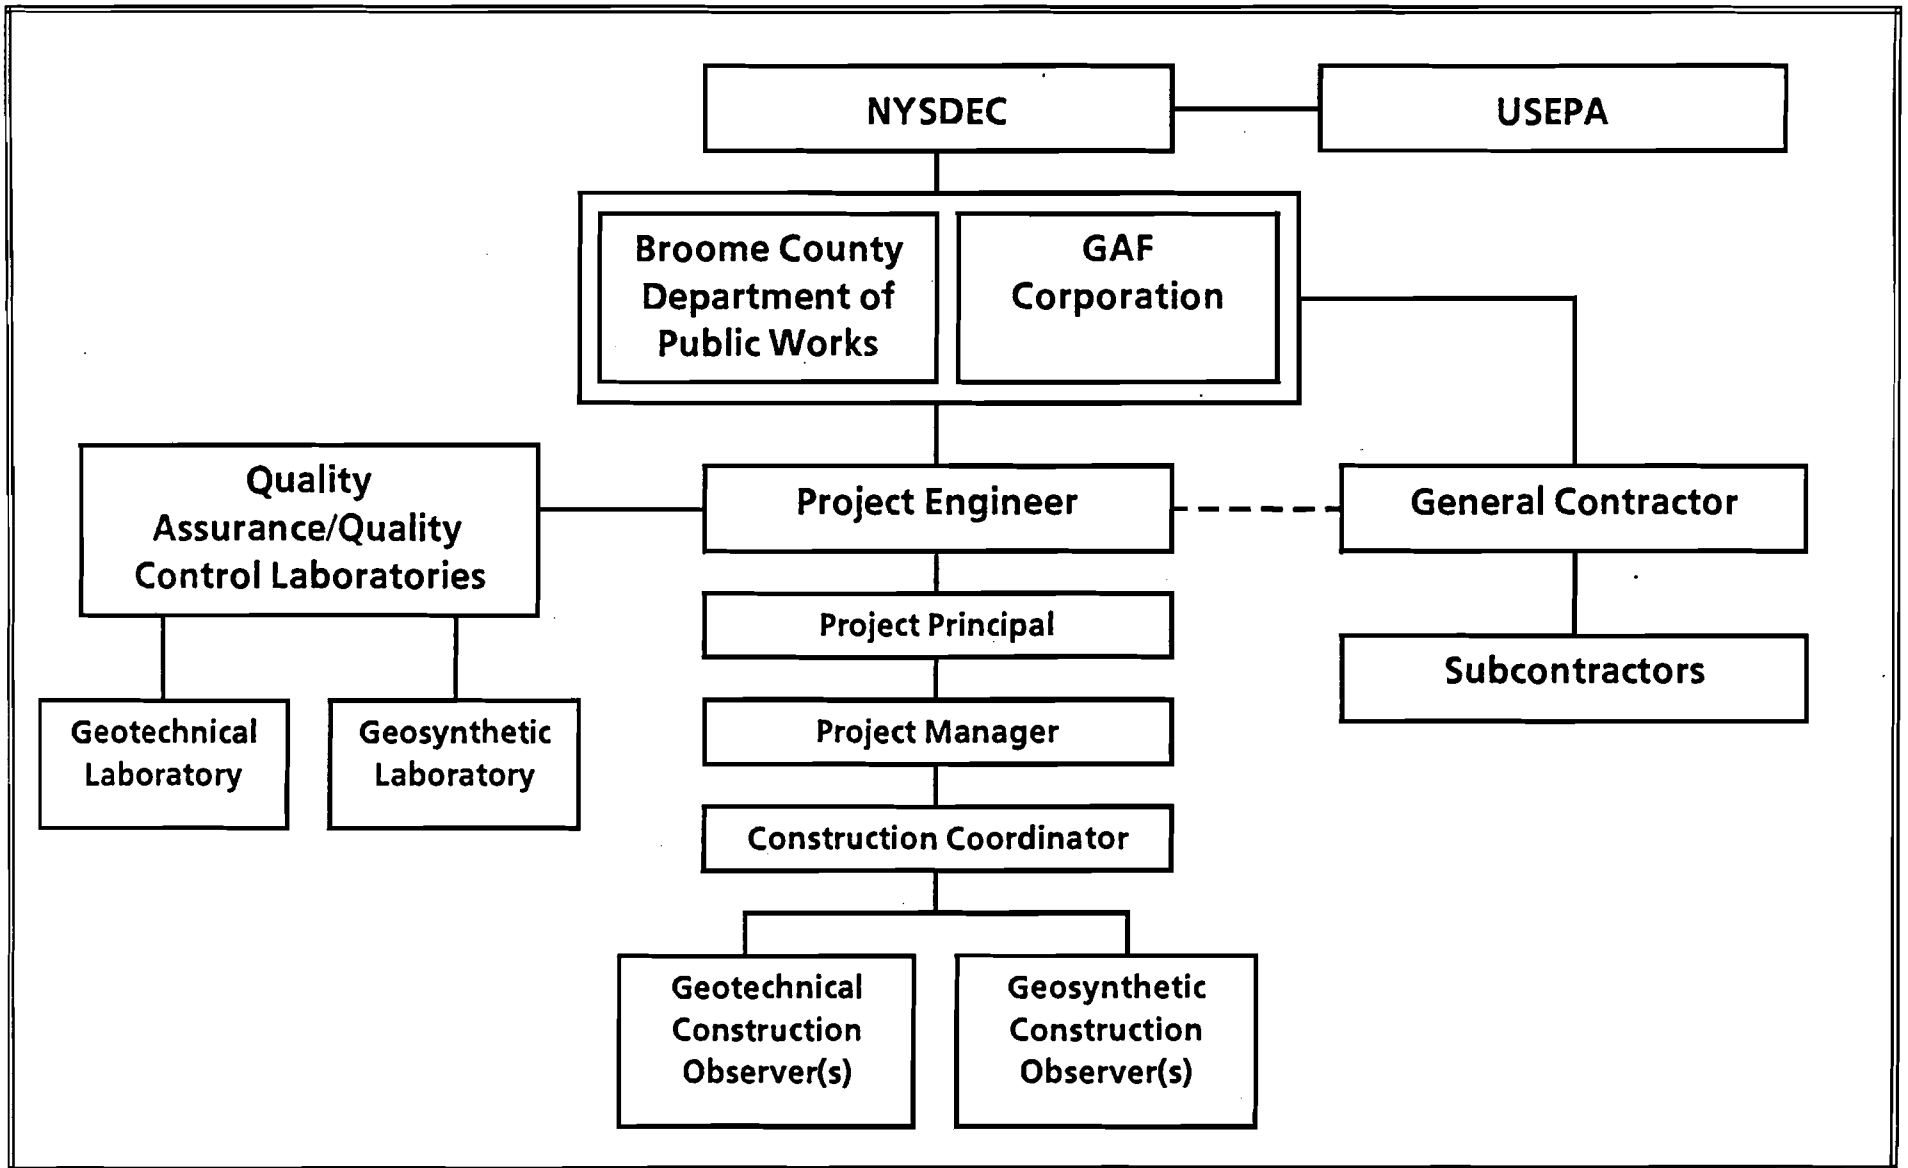 NYSDEC
USEPA
Broome County
Department of
Public Works
GAF
Corporation
Quality
Assurance/Quality
Control Laboratories
Project Engineer
General Contractor
Project Principal
Subcontractors
Geotechnical
Laboratory
Geosynthetic
Laboratory
Project Manager
Construction Coordinator
Geotechnical
Construction
Observer(s)
Geosynthetic
Construction
Observer(s)